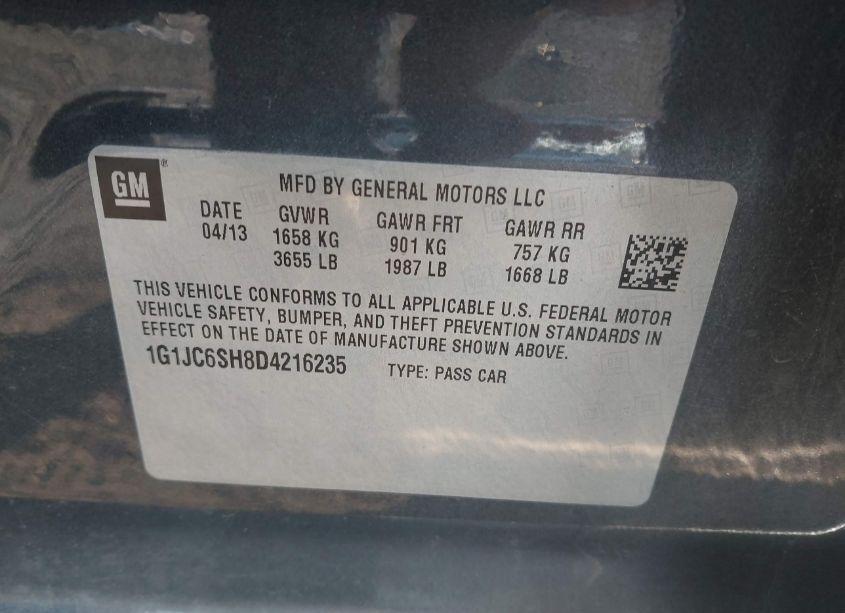 GM®
MFD BY GENERAL MOTORS LLC
DATE GVWR GAWR FRT GAWR RR
04/13 1658 KG 901 KG 757 KG
3655 LB 1987 LB 1668 LB
THIS VEHICLE CONFORMS TO ALL APPLICABLE U.S. FEDERAL MOTOR
VEHICLE SAFETY, BUMPER, AND THEFT PREVENTION STANDARDS IN
EFFECT ON THE DATE OF MANUFACTURE SHOWN ABOVE.
1G1JC6SH8D4216235 TYPE: PASS CAR